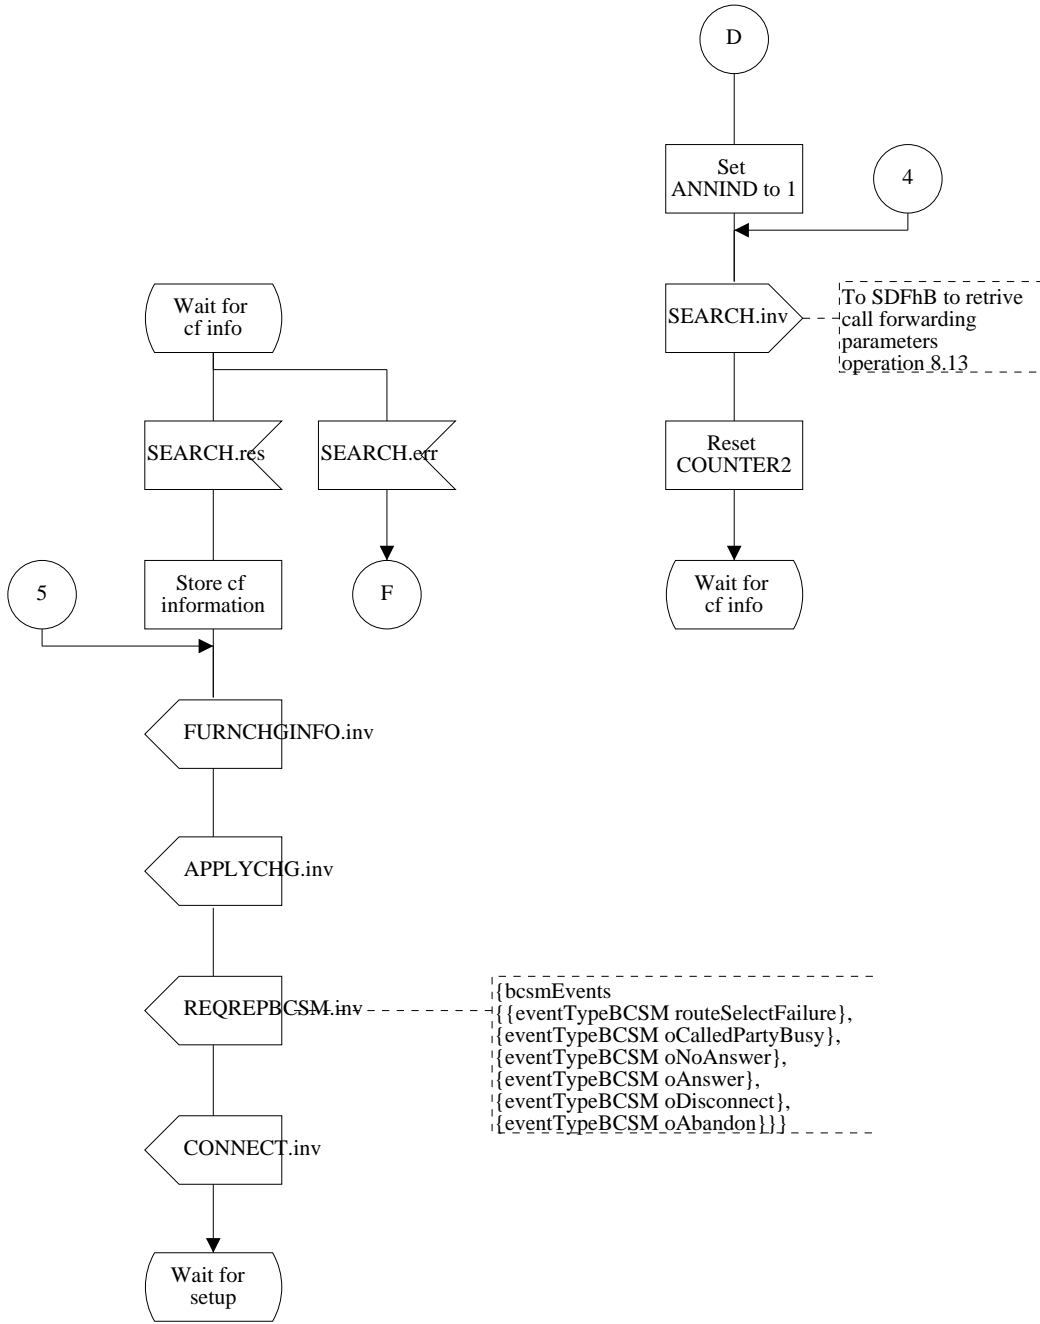 D
Set
ANNIND to 1
4
SEARCH.inv
To SDFhB to retrive
call forwarding
parameters
operation 8.13
Reset
COUNTER2
Wait for
cf info
Wait for
cf info
SEARCH.res
SEARCH.err
5
Store cf
information
F
FURNCHGINFO.inv
APPLYCHG.inv
REQREPBCSM.inv
{bcsmEvents
{{eventTypeBCSM routeSelectFailure},
{eventTypeBCSM oCalledPartyBusy},
{eventTypeBCSM oNoAnswer},
{eventTypeBCSM oAnswer},
{eventTypeBCSM oDisconnect},
{eventTypeBCSM oAbandon}}}
CONNECT.inv
Wait for
setup